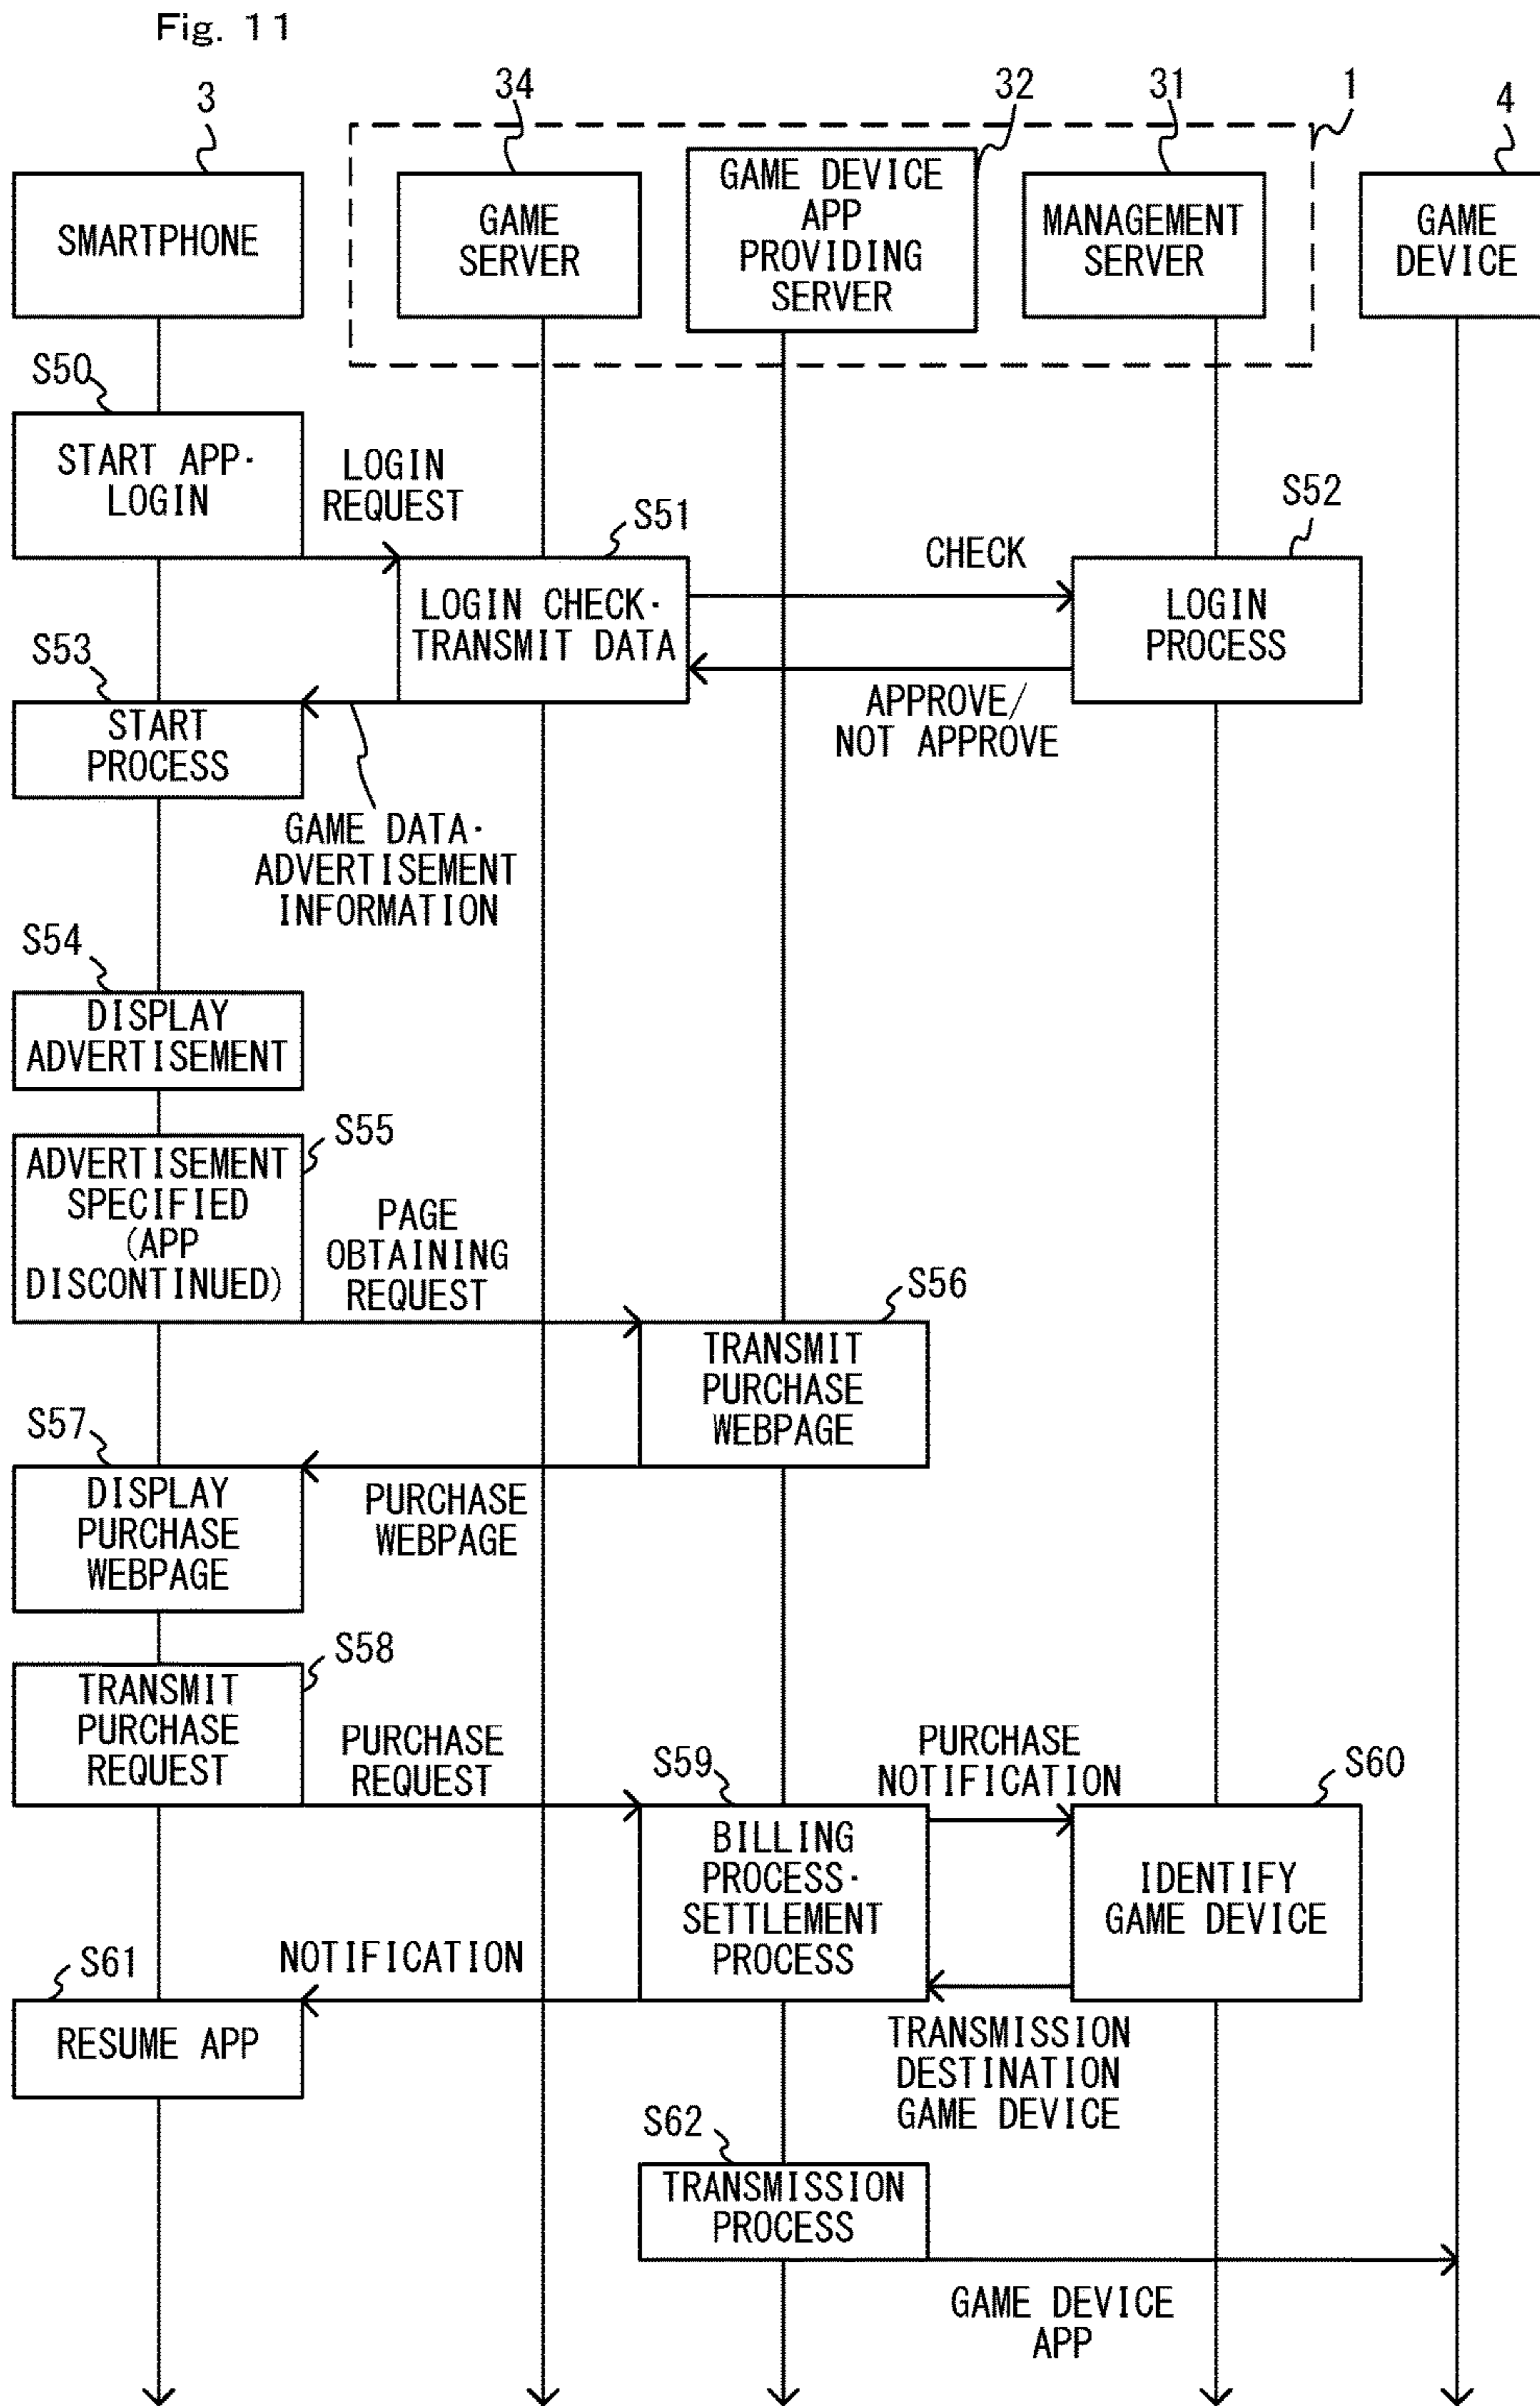 Fig. 11
3
34
32
31
1
4
SMARTPHONE
GAME
SERVER
GAME DEVICE
APP
PROVIDING
SERVER
MANAGEMENT
SERVER
GAME
DEVICE
S50
START APP·
LOGIN
LOGIN
REQUEST
S51
LOGIN CHECK·
TRANSMIT DATA
CHECK
S52
LOGIN
PROCESS
APPROVE/
NOT APPROVE
S53
START
PROCESS
GAME DATA·
ADVERTISEMENT
INFORMATION
S54
DISPLAY
ADVERTISEMENT
S55
ADVERTISEMENT
SPECIFIED
(APP
DISCONTINUED)
PAGE
OBTAINING
REQUEST
S56
TRANSMIT
PURCHASE
WEBPAGE
S57
DISPLAY
PURCHASE
WEBPAGE
PURCHASE
WEBPAGE
S58
TRANSMIT
PURCHASE
REQUEST
PURCHASE
REQUEST
S59
BILLING
PROCESS·
SETTLEMENT
PROCESS
PURCHASE
NOTIFICATION
S60
IDENTIFY
GAME DEVICE
NOTIFICATION
S61
RESUME APP
TRANSMISSION
DESTINATION
GAME DEVICE
S62
TRANSMISSION
PROCESS
GAME DEVICE
APP